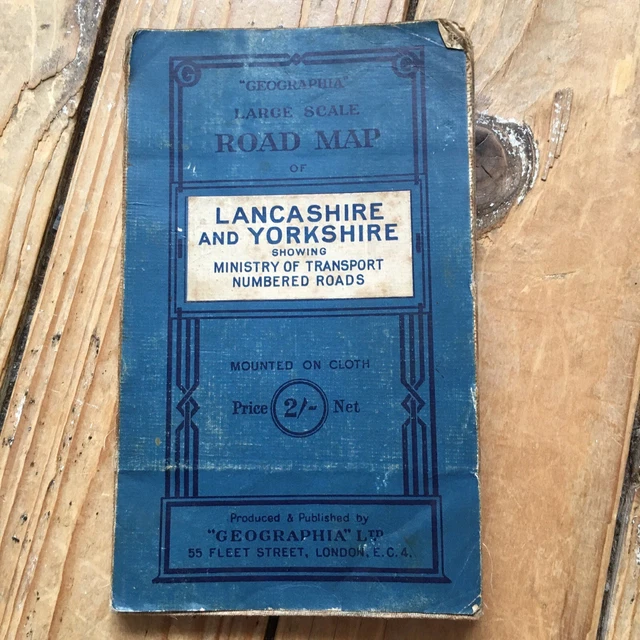 G G
"GEOGRAPHIA"
LARGE SCALE
ROAD MAP
OF
LANCASHIRE
AND YORKSHIRE
SHOWING
MINISTRY OF TRANSPORT
NUMBERED ROADS
MOUNTED ON CLOTH
Price 2/- Net
Produced & Published by
"GEOGRAPHIA" LTD
55 FLEET STREET, LONDON, E.C.4.